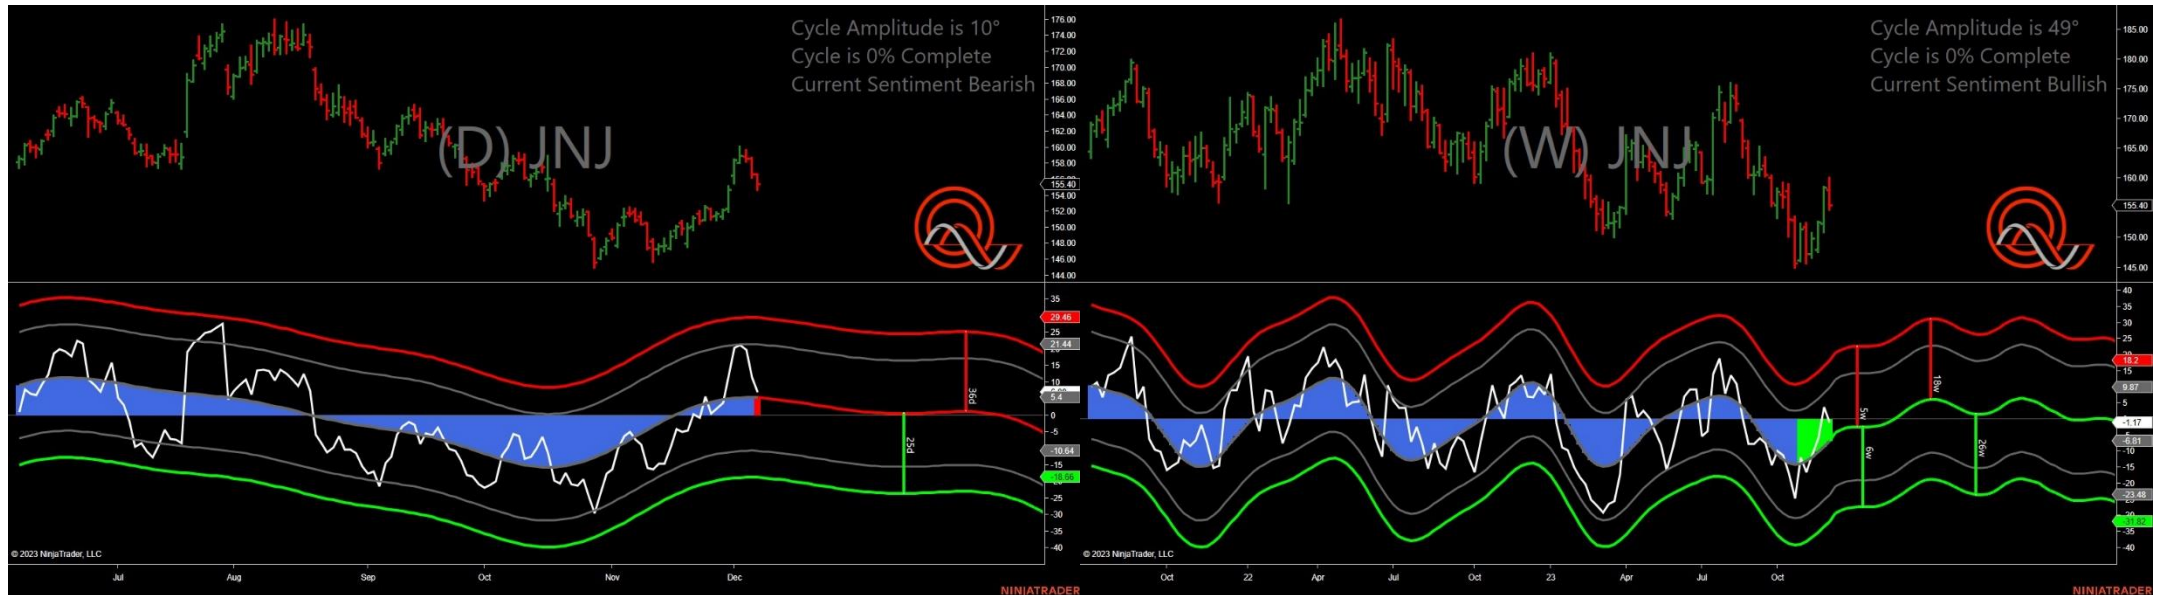 Cycle Amplitude is 10°
Cycle is 0% Complete
Current Sentiment Bearish
(D) JNJ
176.00
174.00
172.00
170.00
168.00
166.00
164.00
162.00
160.00
158.00
155.40
154.00
152.00
150.00
148.00
146.00
144.00
35
29.46
25
21.44
15
10
5.4
0
-5
-10.64
-15
-18.56
-25
-30
-35
-40
36d
25d
© 2023 NinjaTrader, LLC
Jul
Aug
Sep
Oct
Nov
Dec
NINJATRADER
Cycle Amplitude is 49°
Cycle is 0% Complete
Current Sentiment Bullish
(W) JNJ
185.00
180.00
175.00
170.00
165.00
160.00
155.40
150.00
145.00
40
35
30
25
18.2
15
9.87
5
-1.17
-6.81
-10
-15
-20
-23.48
-30
-31.82
-35
-40
5w
18w
6w
26w
© 2023 NinjaTrader, LLC
Oct
22
Apr
Jul
Oct
23
Apr
Jul
Oct
NINJATRADER